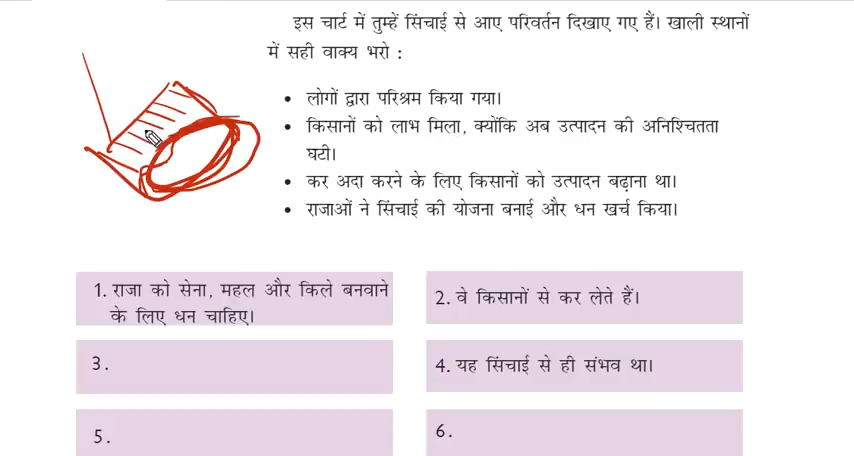 इस चार्ट में तुम्हें सिंचाई से आए परिवर्तन दिखाए गए हैं। खाली स्थानों
में सही वाक्य भरो :
• लोगों द्वारा परिश्रम किया गया।
• किसानों को लाभ मिला, क्योंकि अब उत्पादन की अनिश्चितता
घटी।
• कर अदा करने के लिए किसानों को उत्पादन बढ़ाना था।
• राजाओं ने सिंचाई की योजना बनाई और धन खर्च किया।
1. राजा को सेना, महल और किले बनवाने
के लिए धन चाहिए।
2. वे किसानों से कर लेते हैं।
3.
4. यह सिंचाई से ही संभव था।
5.
6.